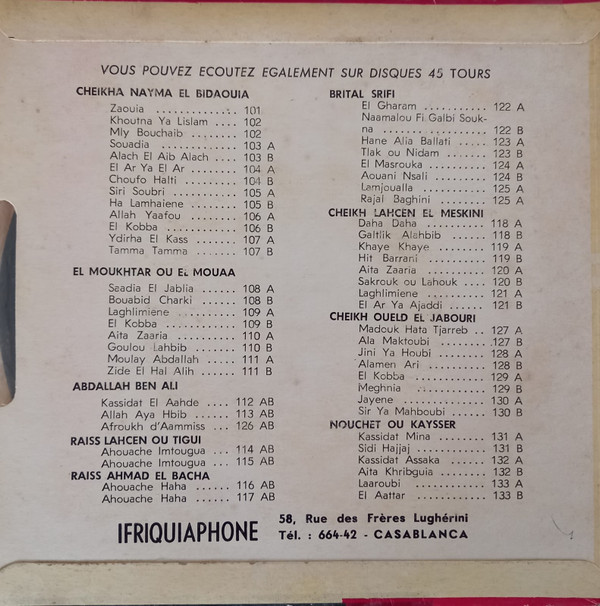 VOUS POUVEZ ECOUTEZ EGALEMENT SUR DISQUES 45 TOURS
CHEIKHA NAYMA EL BIDAOUIA
Zaouia ............. 101
Khoutna Ya Lislam .... 102
Mly Bouchaib ........ 102
Souadia ............. 103 A
Alach El Aib Alach .... 103 B
El Ar Ya El Ar ........ 104 A
Choufo Halti ......... 104 B
Siri Soubri ........... 105 A
Ha Lamhaiene ........ 105 B
Allah Yaafou ......... 106 A
El Kobba ............ 106 B
Ydirha El Kass ....... 107 A
Tamma Tamma ....... 107 B
EL MOUKHTAR OU EL MOUAA
Saadia El Jablia ...... 108 A
Bouabid Charki ....... 108 B
Laghlimiene .......... 109 A
El Kobba ............ 109 B
Aita Zaaria .......... 110 A
Goulou Lahbib ....... 110 B
Moulay Abdallah ...... 111 A
Zide El Hal Alih ...... 111 B
ABDALLAH BEN ALI
Kassidat El Aahde .... 112 AB
Allah Aya Hbib ....... 113 AB
Afroukh d'Aammiss ... 126 AB
RAISS LAHCEN OU TIGUI
Ahouache Imtougua ... 114 AB
Ahouache Imtougua ... 115 AB
RAISS AHMAD EL BACHA
Ahouache Haha ...... 116 AB
Ahouache Haha ...... 117 AB
BRITAL SRIFI
El Gharam ........... 122 A
Naamalou Fi Galbi Souk-
na ................. 122 B
Hane Alia Ballati ..... 123 A
Tlak ou Nidam ....... 123 B
El Masrouka ......... 124 A
Aouani Nsali ......... 124 B
Lamjoualla .......... 125 A
Rajal Baghini ........ 125 A
CHEIKH LAHCEN EL MESKINI
Daha Daha .......... 118 A
Galtlik Alahbib ...... 118 B
Khaye Khaye ........ 119 A
Hit Barrani .......... 119 B
Aita Zaaria .......... 120 A
Sakrouk ou Lahouk .... 120 B
Laghlimiene .......... 121 A
El Ar Ya Ajaddi ...... 121 B
CHEIKH OUELD EL JABOURI
Madouk Hata Tjarreb .. 127 A
Ala Maktoubi ........ 127 B
Jini Ya Houbi ........ 128 A
Alamen Ari .......... 128 B
El Kobba ............ 129 A
Meghnia ............ 129 B
Jayene .............. 130 A
Sir Ya Mahboubi ...... 130 B
NOUCHET OU KAYSSER
Kassidat Mina ........ 131 A
Sidi Hajjaj ........... 131 B
Kassidat Assaka ...... 132 A
Aita Khribguia ....... 132 B
Laaroubi ............ 133 A
El Aattar ............ 133 B
IFRIQUIAPHONE
58, Rue des Frères Lughérini
Tél. : 664-42 - CASABLANCA